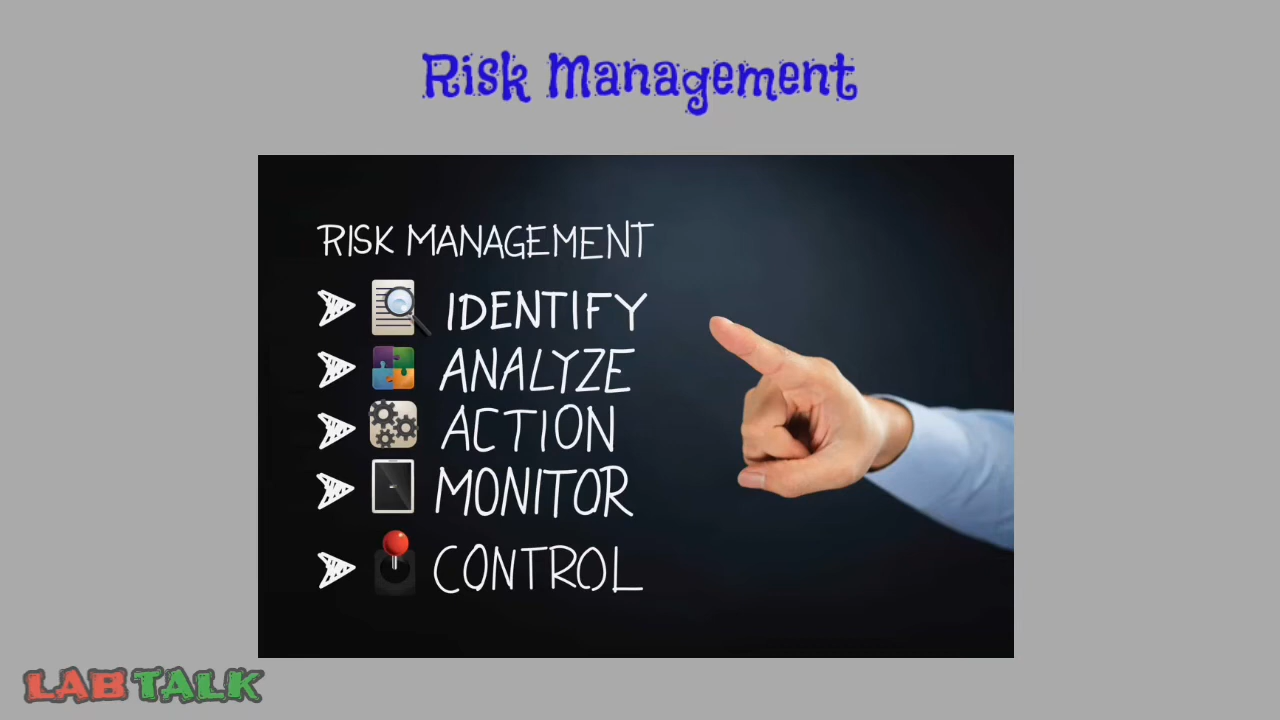 Risk Management
RISK MANAGEMENT
IDENTIFY
ANALYZE
ACTION
MONITOR
CONTROL
LAB TALK